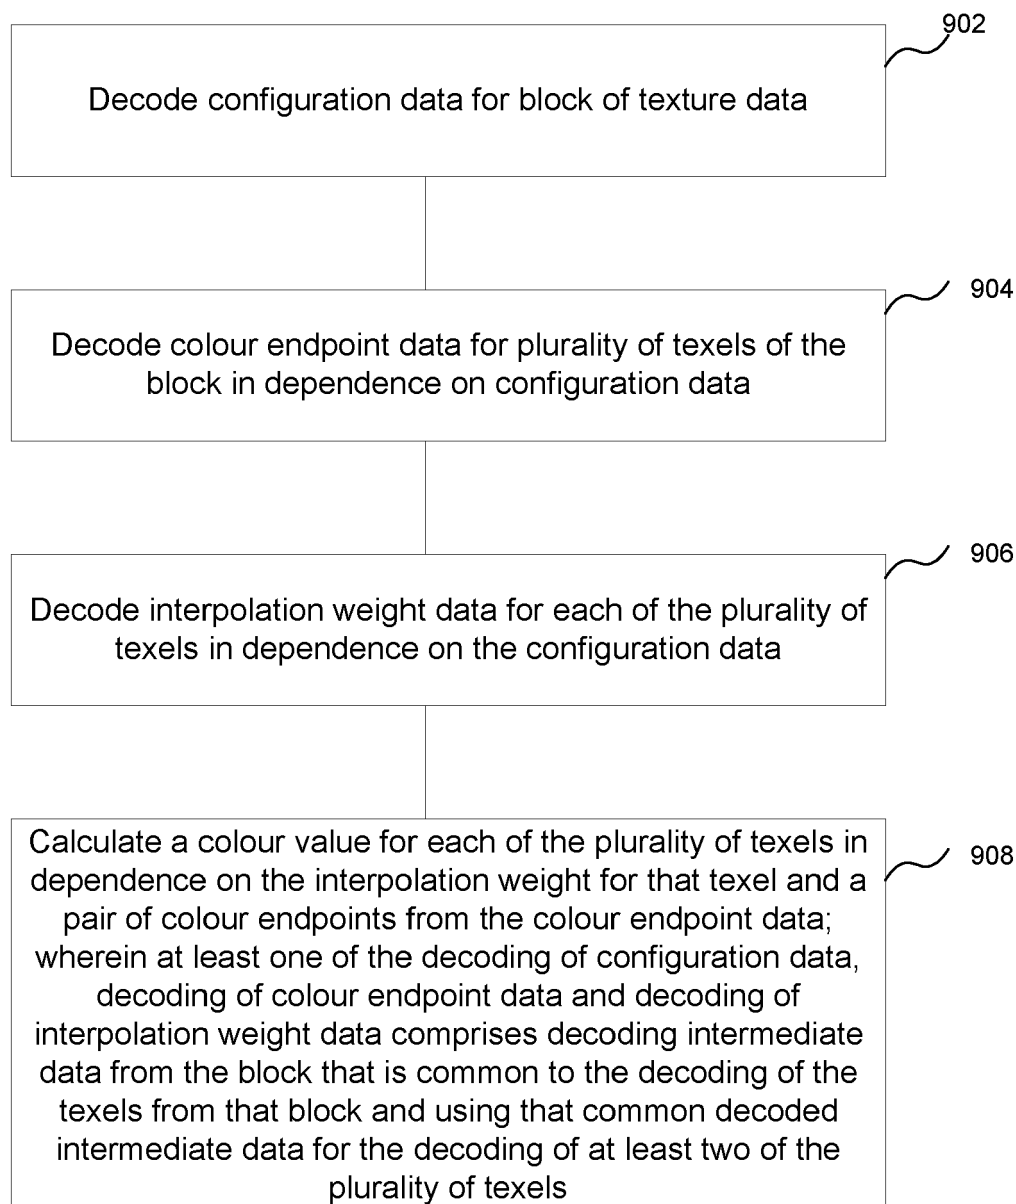 902
Decode configuration data for block of texture data
904
Decode colour endpoint data for plurality of texels of the
block in dependence on configuration data
906
Decode interpolation weight data for each of the plurality of
texels in dependence on the configuration data
908
Calculate a colour value for each of the plurality of texels in
dependence on the interpolation weight for that texel and a
pair of colour endpoints from the colour endpoint data;
wherein at least one of the decoding of configuration data,
decoding of colour endpoint data and decoding of
interpolation weight data comprises decoding intermediate
data from the block that is common to the decoding of the
texels from that block and using that common decoded
intermediate data for the decoding of at least two of the
plurality of texels